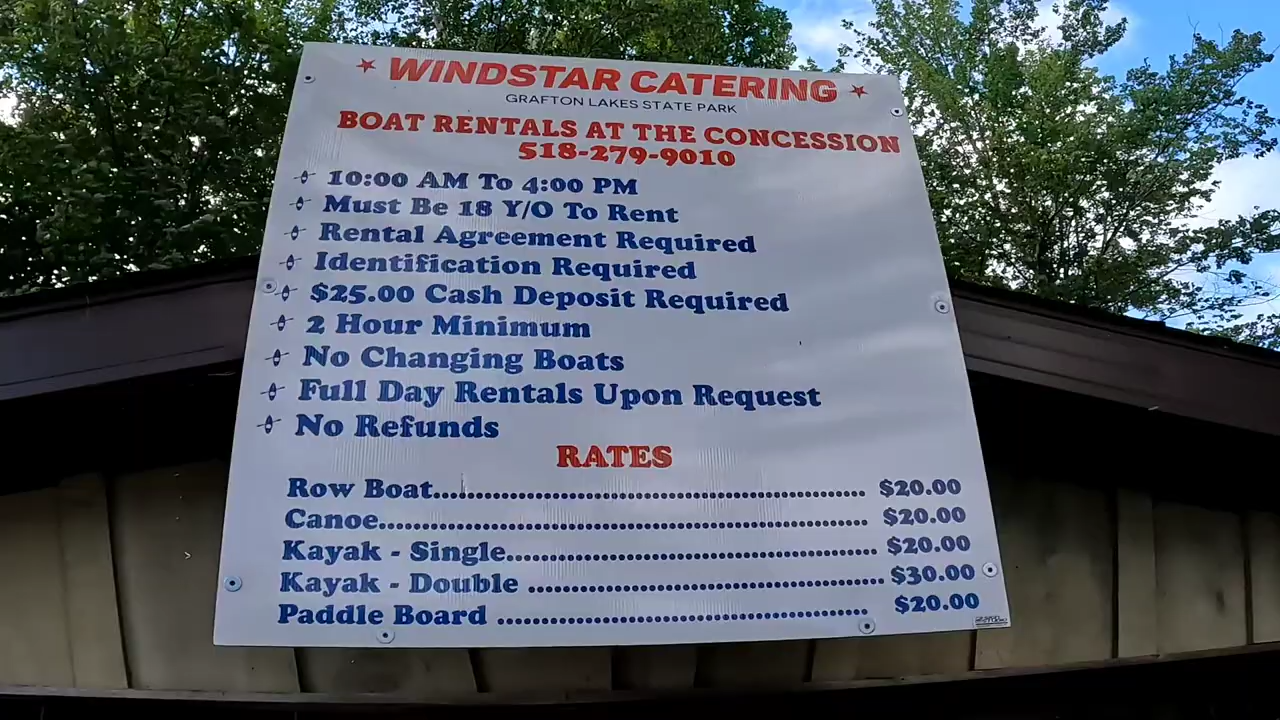 WINDSTAR CATERING
GRAFTON LAKES STATE PARK
BOAT RENTALS AT THE CONCESSION
518-279-9010
10:00 AM To 4:00 PM
Must Be 18 Y/O To Rent
Rental Agreement Required
Identification Required
$25.00 Cash Deposit Required
2 Hour Minimum
No Changing Boats
Full Day Rentals Upon Request
No Refunds
RATES
Row Boat........................................................ $20.00
Canoe............................................................... $20.00
Kayak - Single................................................ $20.00
Kayak - Double .............................................. $30.00
Paddle Board ................................................ $20.00